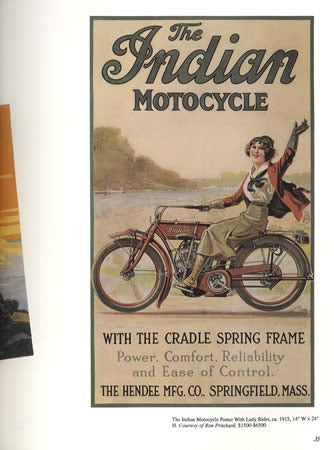 The
Indian
MOTOCYCLE
Indian
WITH THE CRADLE SPRING FRAME
Power, Comfort, Reliability
and Ease of Control.
THE HENDEE MFG. CO., SPRINGFIELD, MASS.
The Indian Motocycle Poster With Lady Rider, ca. 1915, 14" W x 24"
H. Courtesy of Ron Pritchard. $1500-$6500
35